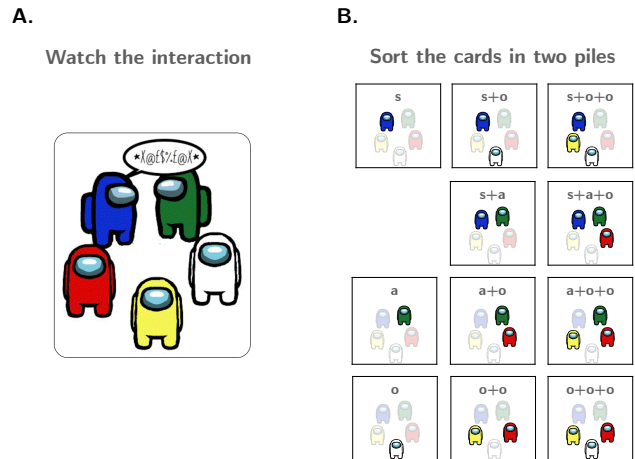 A.
Watch the interaction
*X@£$%£@X*
B.
Sort the cards in two piles
s
s+o
s+o+o
s+a
s+a+o
a
a+o
a+o+o
o
o+o
o+o+o